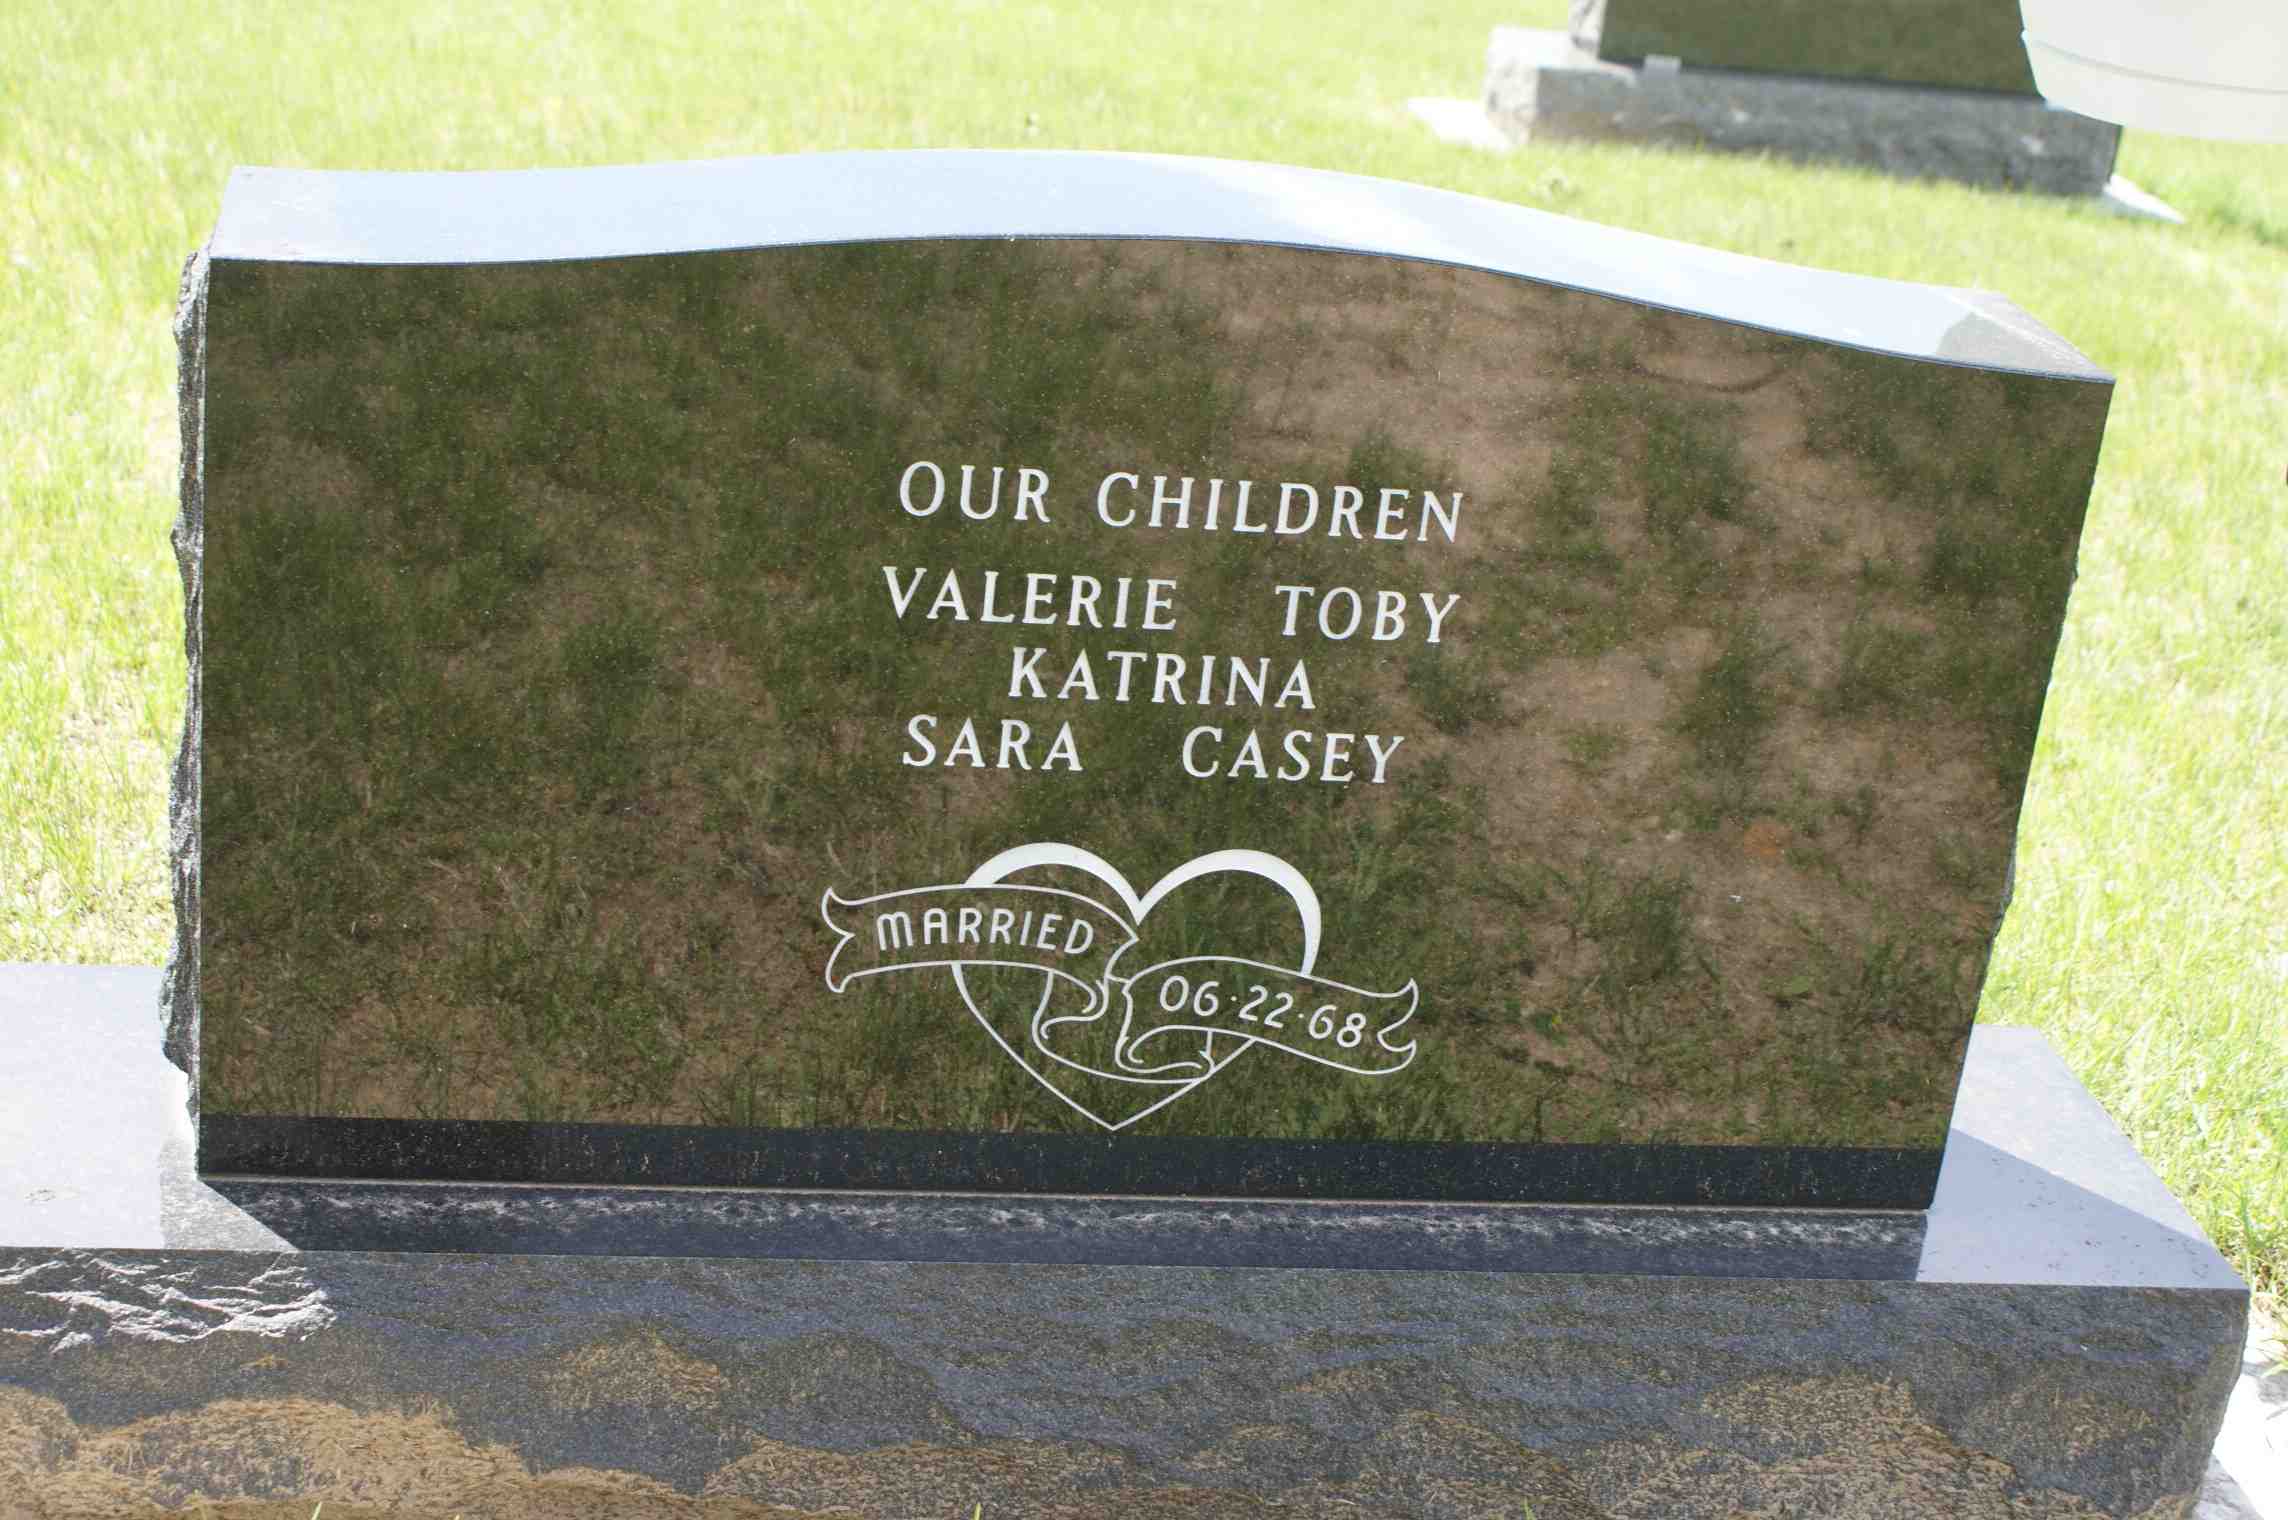 OUR CHILDREN
VALERIE TOBY
KATRINA
SARA CASEY
MARRIED
06·22·68